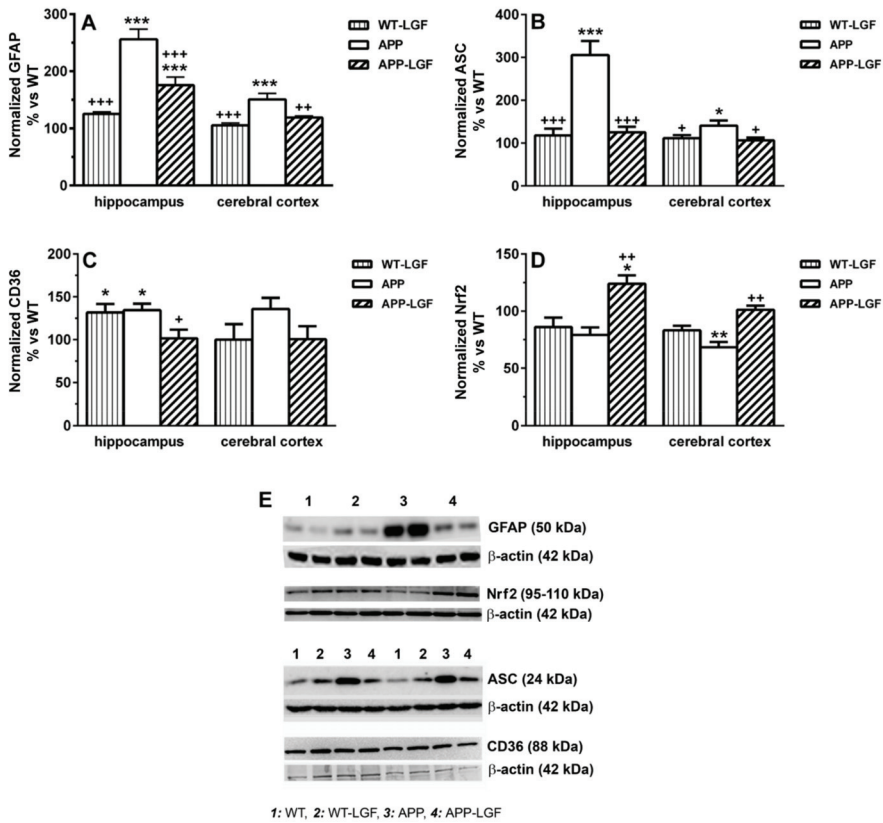 A
Normalized GFAP
% vs WT
300
250
200
150
100
50
0
+++
***
+++
***
+++
***
++
hippocampus
cerebral cortex
WT-LGF
APP
APP-LGF
B
Normalized ASC
% vs WT
400
300
200
100
0
+++
***
+++
+
*
+
hippocampus
cerebral cortex
WT-LGF
APP
APP-LGF
C
Normalized CD36
% vs WT
200
150
100
50
0
*
*
+
hippocampus
cerebral cortex
WT-LGF
APP
APP-LGF
D
Normalized Nrf2
% vs WT
150
100
50
0
++
*
**
++
hippocampus
cerebral cortex
WT-LGF
APP
APP-LGF
E
1 2 3 4
GFAP (50 kDa)
β-actin (42 kDa)
Nrf2 (95-110 kDa)
β-actin (42 kDa)
1 2 3 4 1 2 3 4
ASC (24 kDa)
β-actin (42 kDa)
CD36 (88 kDa)
β-actin (42 kDa)
1: WT, 2: WT-LGF, 3: APP, 4: APP-LGF